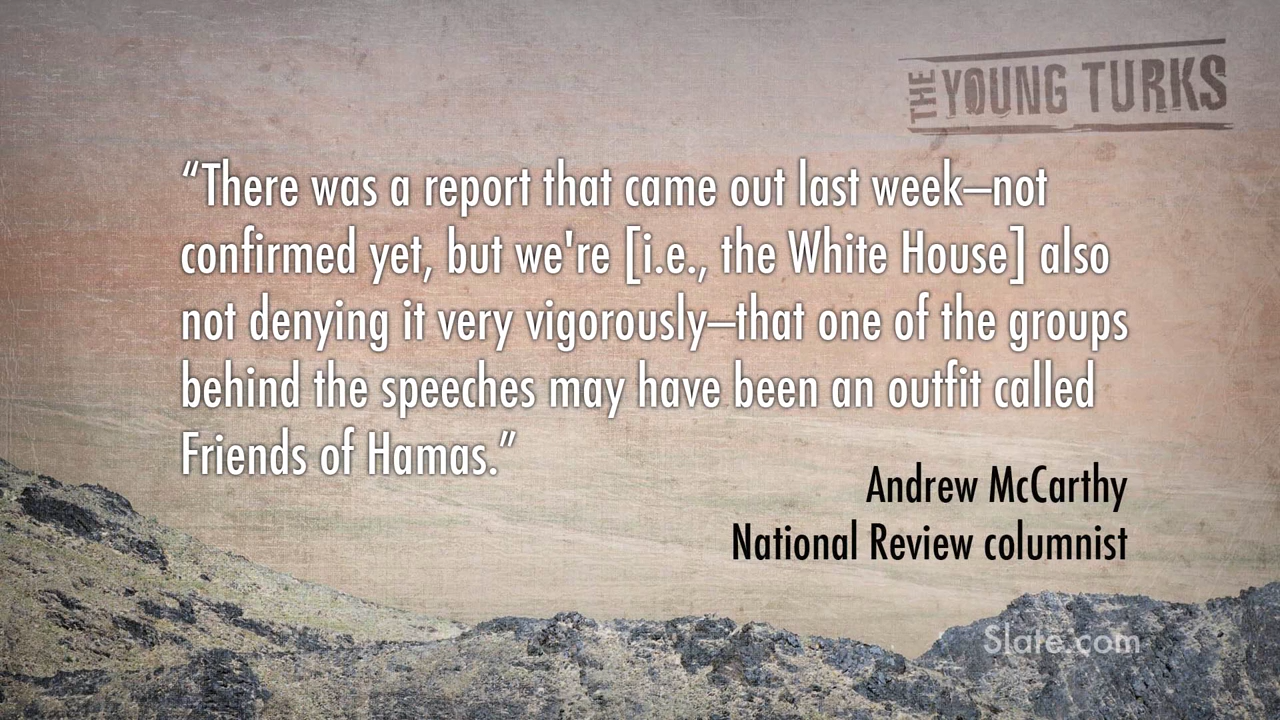 THE YOUNG TURKS
“There was a report that came out last week–not
confirmed yet, but we're [i.e., the White House] also
not denying it very vigorously–that one of the groups
behind the speeches may have been an outfit called
Friends of Hamas.”
Andrew McCarthy
National Review columnist
Slate.com